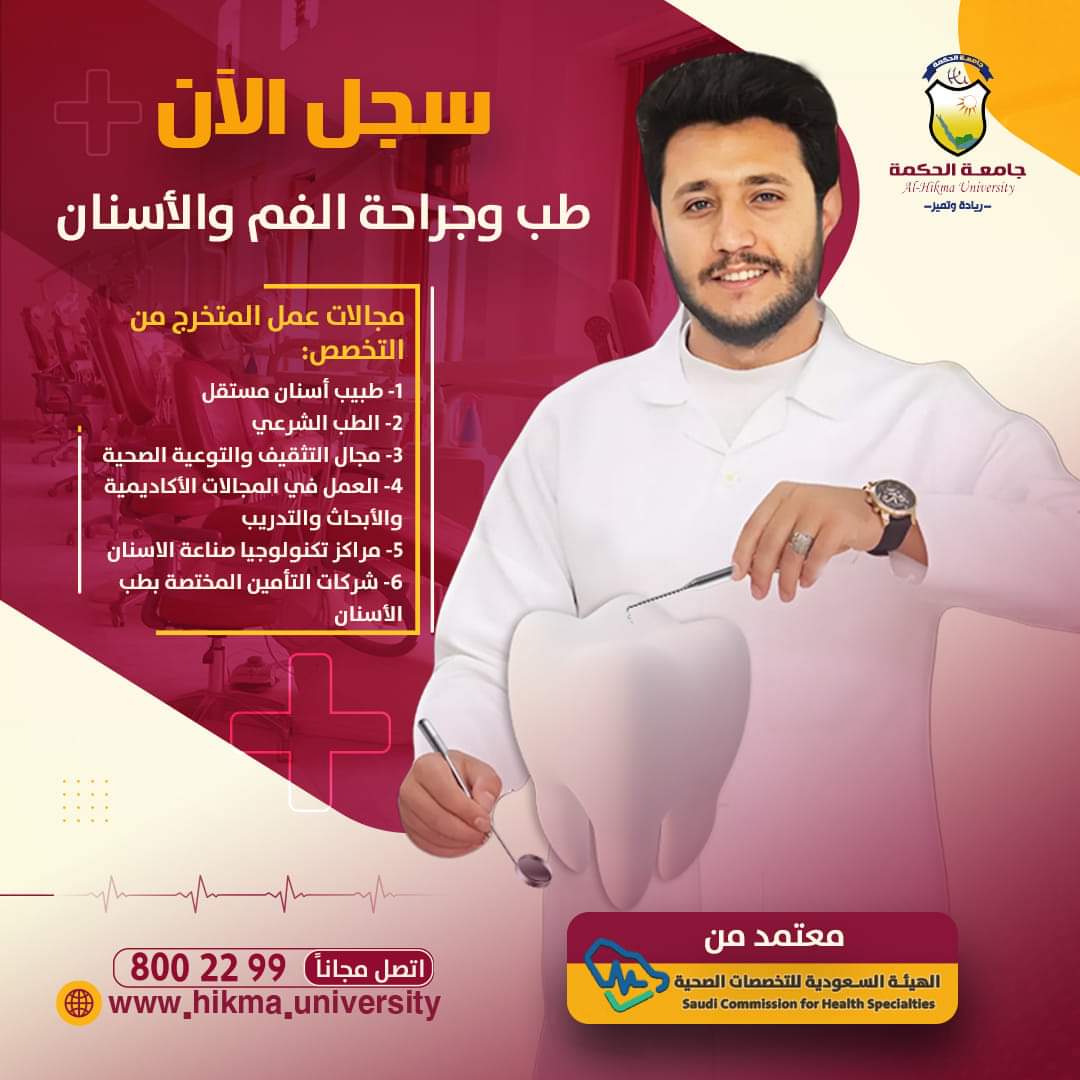 سجل الآن
طب وجراحة الفم والأسنان
جامعة الحكمة
جامعة الحكمة
Al-Hikma University
-ريادة وتميز-
مجالات عمل المتخرج من
التخصص:
1- طبيب أسنان مستقل
2- الطب الشرعي
3- مجال التثقيف والتوعية الصحية
4- العمل في المجالات الأكاديمية
والأبحاث والتدريب
5- مراكز تكنولوجيا صناعة الاسنان
6- شركات التأمين المختصة بطب
الأسنان
معتمد من
الهيئة السعودية للتخصصات الصحية
Saudi Commission for Health Specialties
اتصل مجاناً 800 22 99
www.hikma.university